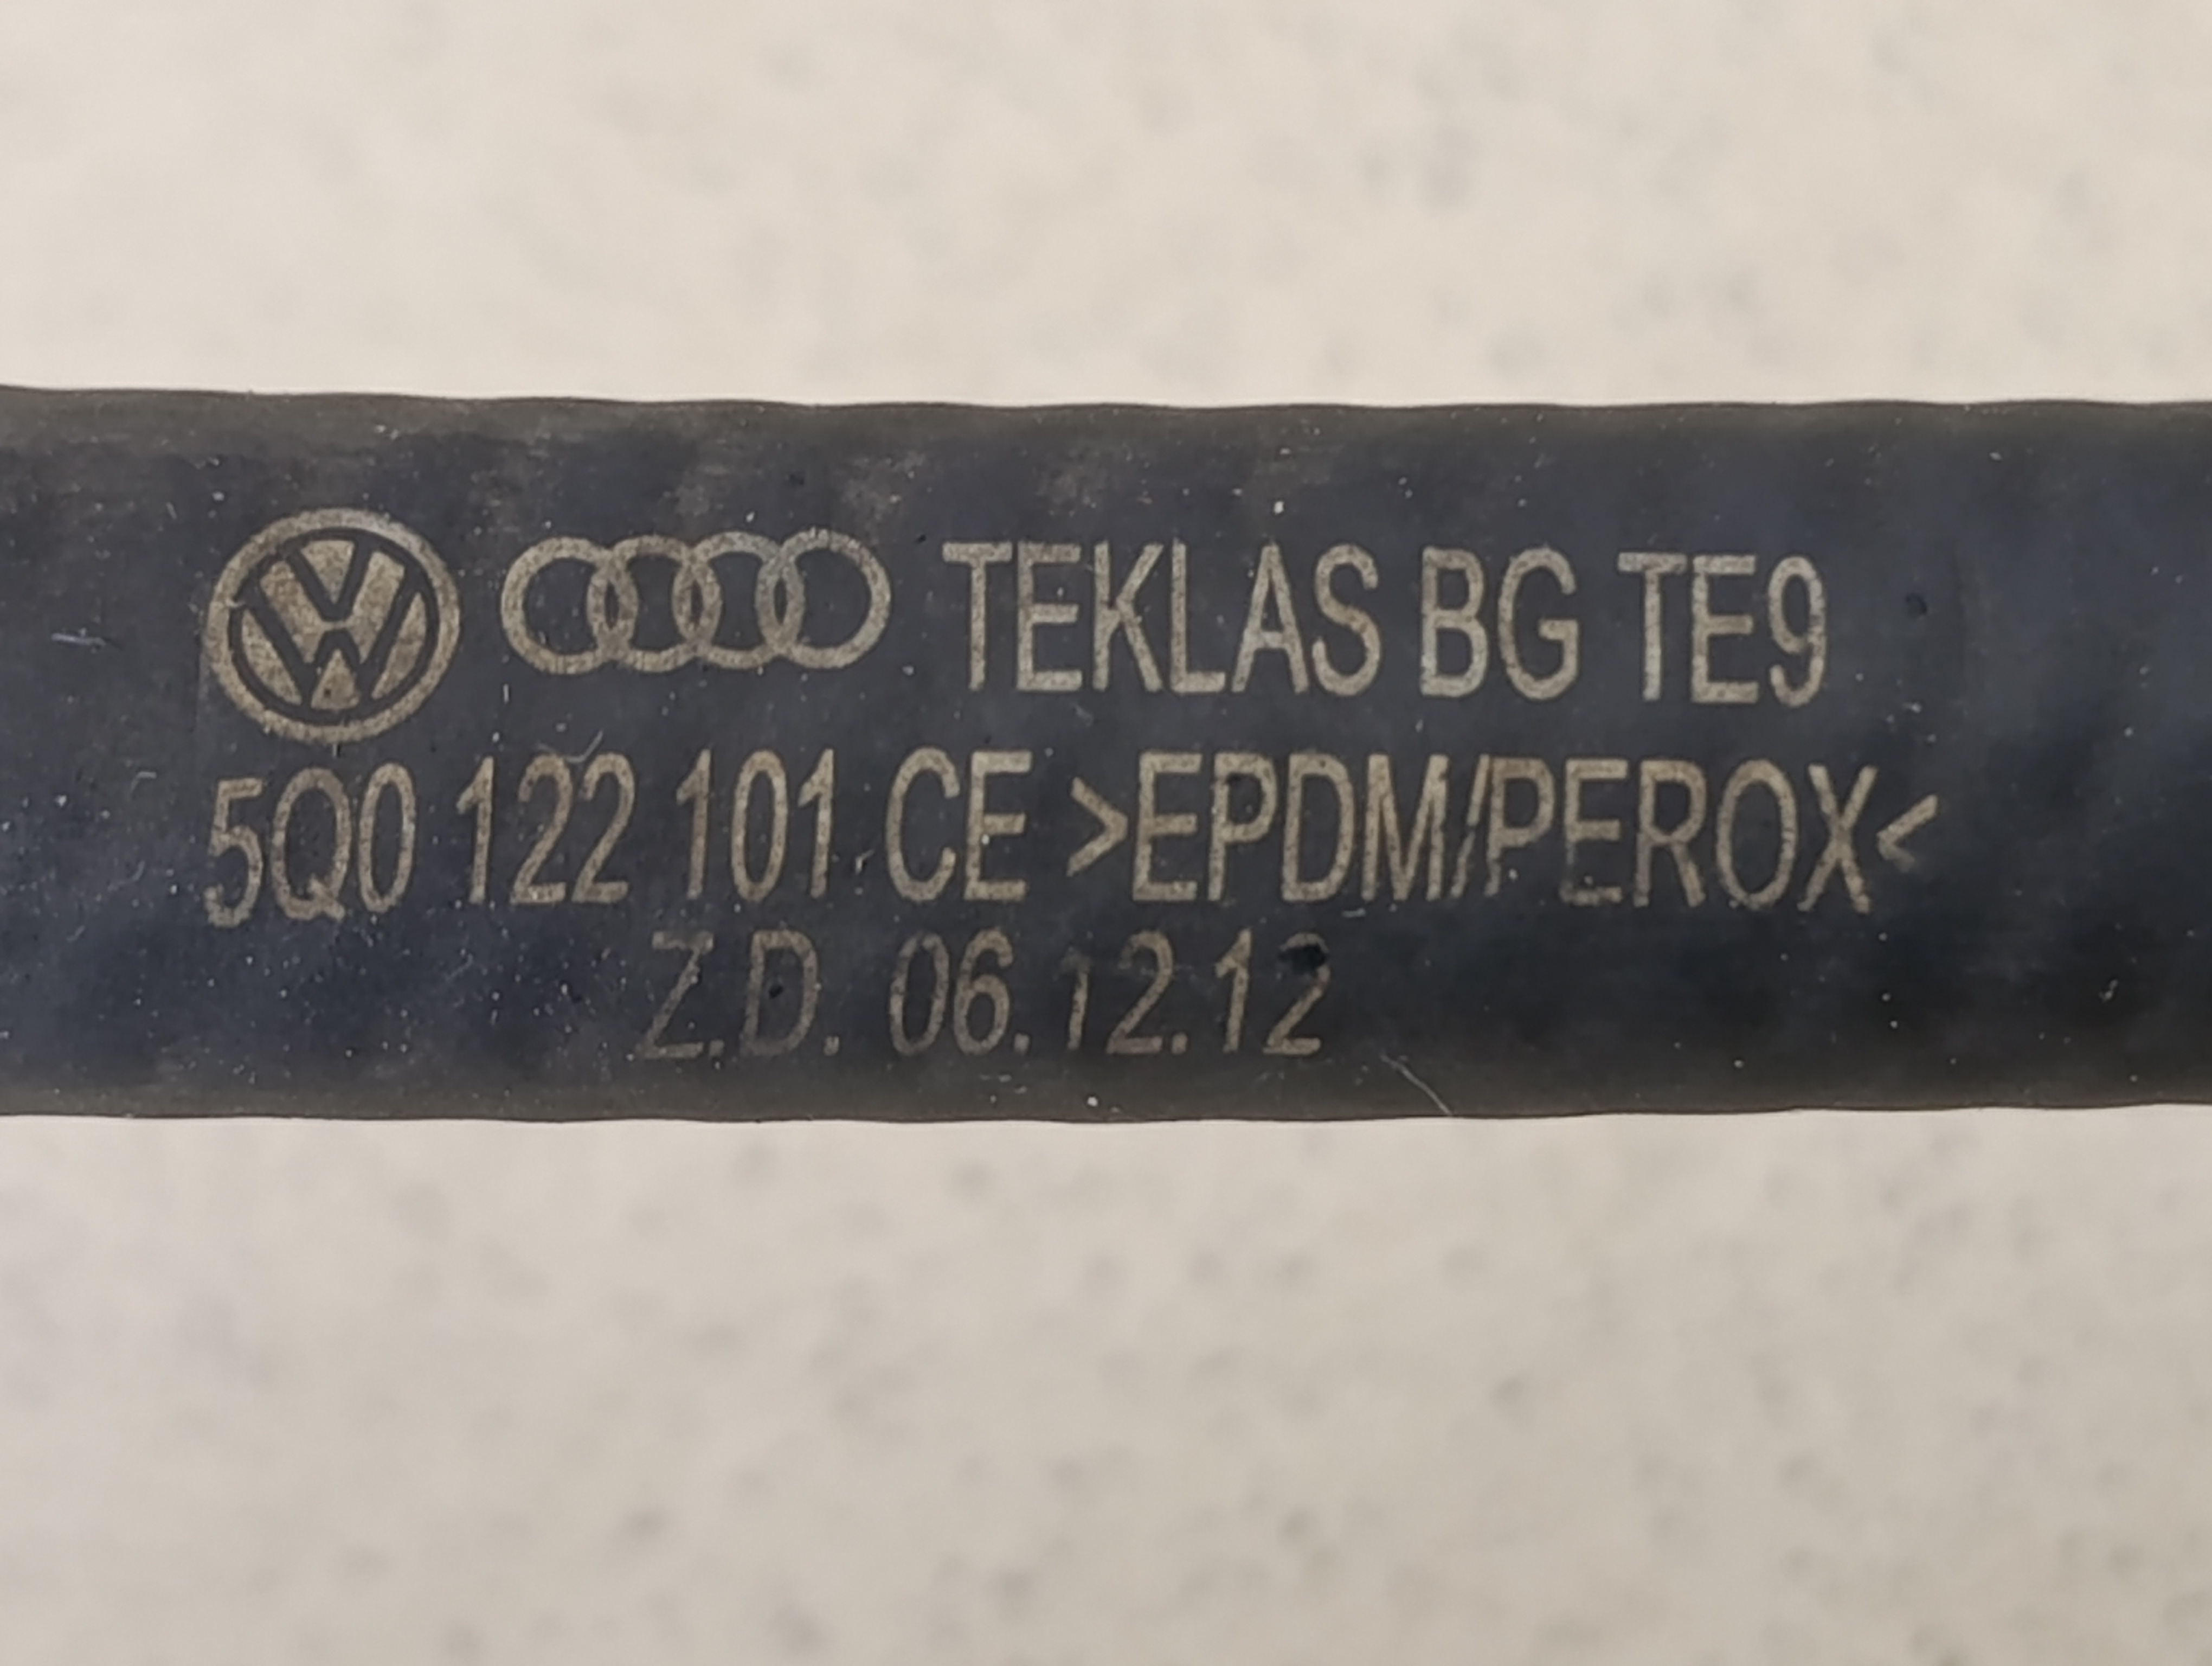 TEKLAS BG TE9
5Q0 122 101 CE >EPDM/PEROX<
Z.D. 06.12.12